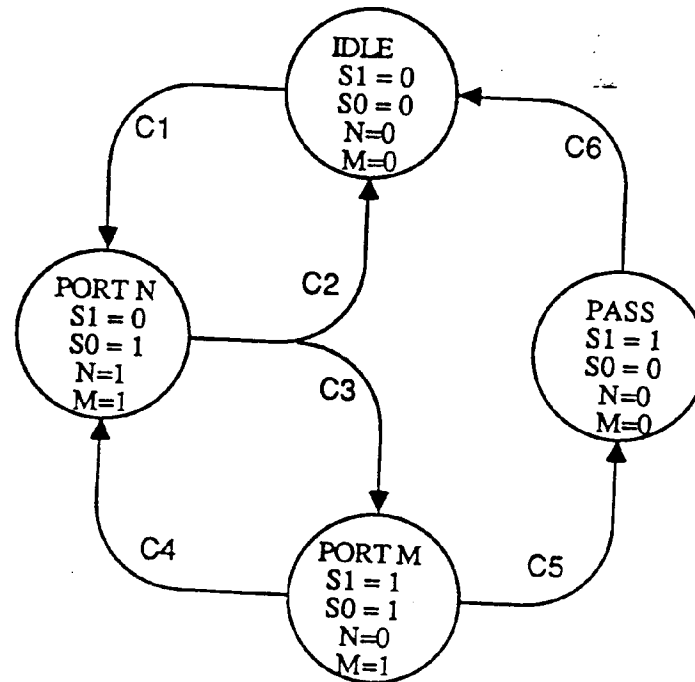 IDLE
S1 = 0
S0 = 0
N=0
M=0
C1
C6
C2
PORT N
S1 = 0
S0 = 1
N=1
M=1
PASS
S1 = 1
S0 = 0
N=0
M=0
C3
C4
PORT M
S1 = 1
S0 = 1
N=0
M=1
C5